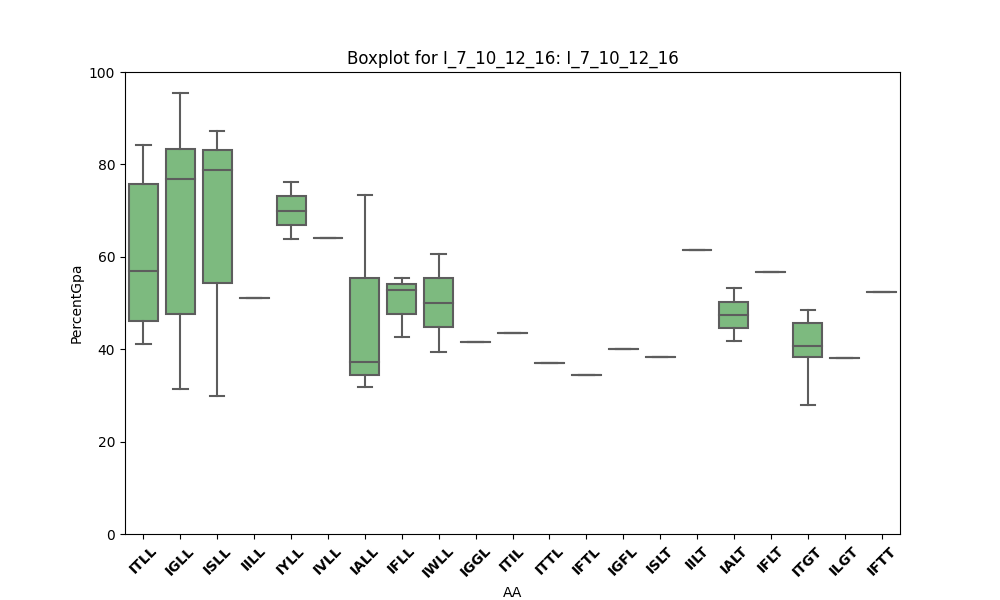 Boxplot for I_7_10_12_16: I_7_10_12_16
PercentGpa
100
80
60
40
20
0
ITLL IGLL ISLL IILL IYLL IVLL IALL IFLL IWLL IGGL ITIL ITTL IFTL IGFL ISLT IILT IALT IFLT ITGT ILGT IFTT
AA